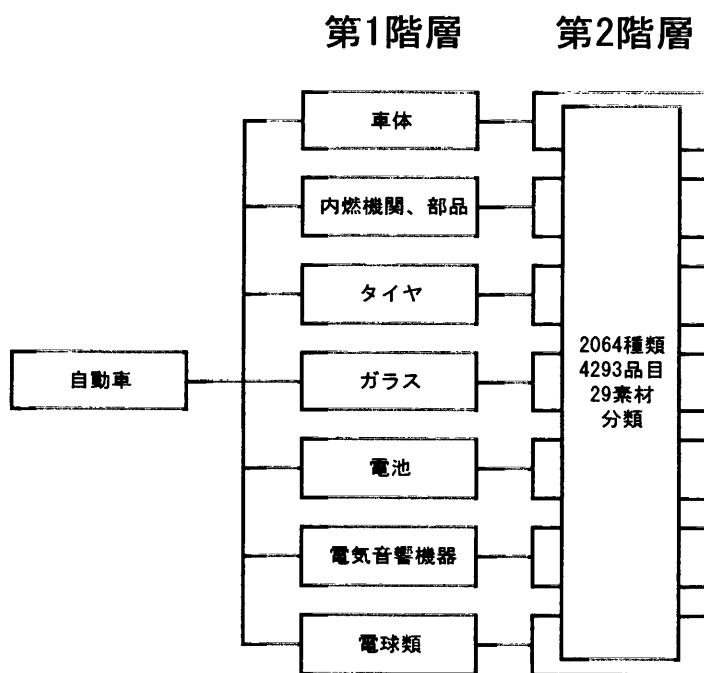 第1階層 第2階層
車体
内燃機関、部品
タイヤ
自動車
ガラス
電池
電気音響機器
電球類
2064種類
4293品目
29素材
分類